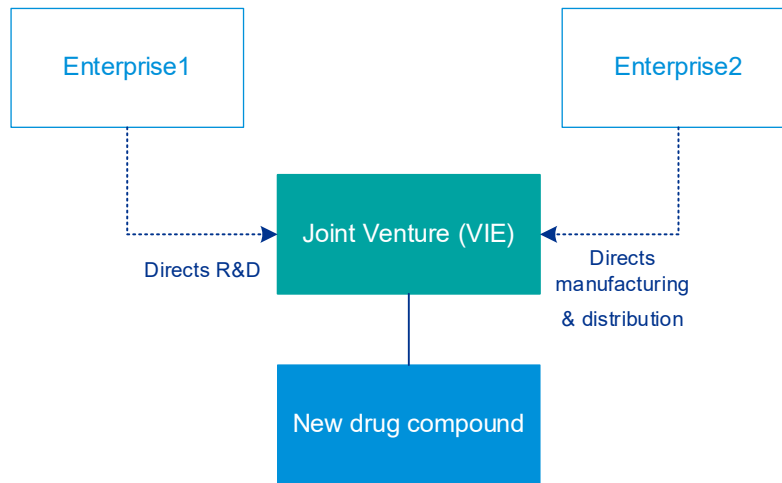 Enterprise1
Enterprise2
Joint Venture (VIE)
Directs R&D
Directs
manufacturing
& distribution
New drug compound